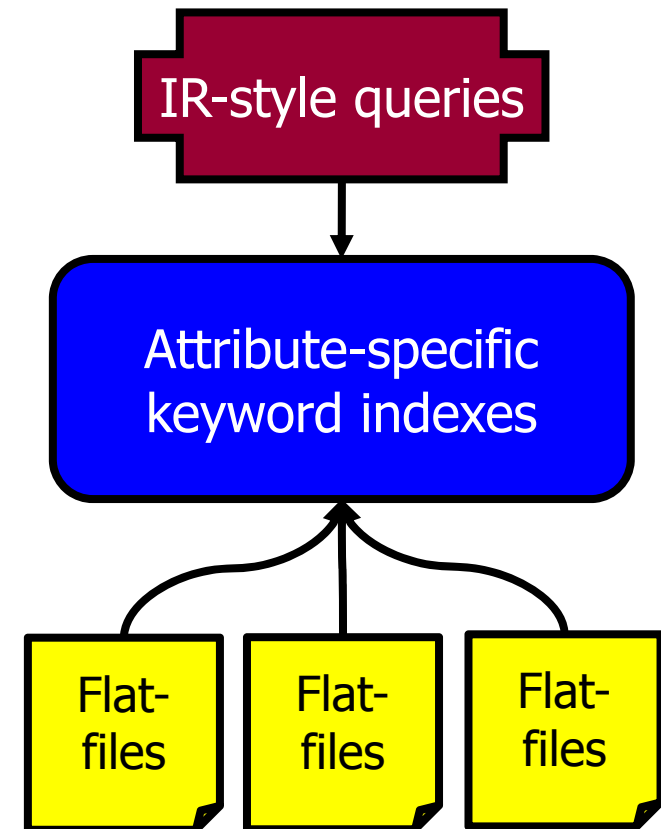 IR-style queries
Attribute-specific
keyword indexes
Flat-
files
Flat-
files
Flat-
files